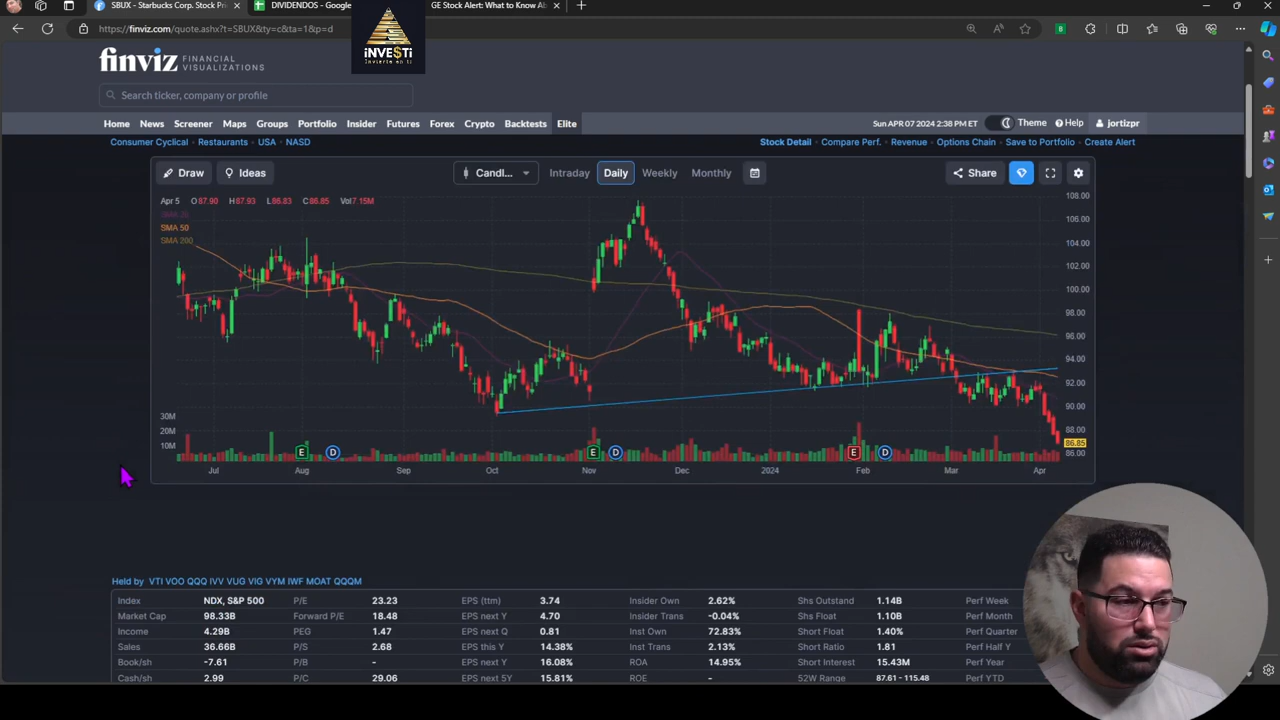 SBUX - Starbucks Corp. Stock Pri
DIVIDENDOS - Google
GE Stock Alert: What to Know Ab
https://finviz.com/quote.ashx?t=SBUX&ty=c&ta=1&p=d
INVE$Ti
Invierte en ti
finviz FINANCIAL VISUALIZATIONS
Search ticker, company or profile
Home News Screener Maps Groups Portfolio Insider Futures Forex Crypto Backtests Elite
Sun APR 07 2024 2:38 PM ET Theme Help jortizpr
Consumer Cyclical · Restaurants · USA · NASD
Stock Detail · Compare Perf. · Revenue · Options Chain · Save to Portfolio · Create Alert
Draw Ideas Candl... Intraday Daily Weekly Monthly Share
Apr 5 O87.90 H87.93 L86.83 C86.85 Vol7.15M
SMA 20
SMA 50
SMA 200
108.00
106.00
104.00
102.00
100.00
98.00
96.00
94.00
92.00
90.00
88.00
86.85
86.00
30M
20M
10M
E D E D E D
Jul Aug Sep Oct Nov Dec 2024 Feb Mar Apr
Held by VTI VOO QQQ IVV VUG VIG VYM IWF MOAT QQQM
Index NDX, S&P 500 P/E 23.23 EPS (ttm) 3.74 Insider Own 2.62% Shs Outstand 1.14B Perf Week
Market Cap 98.33B Forward P/E 18.48 EPS next Y 4.70 Insider Trans -0.04% Shs Float 1.10B Perf Month
Income 4.29B PEG 1.47 EPS next Q 0.81 Inst Own 72.83% Short Float 1.40% Perf Quarter
Sales 36.66B P/S 2.68 EPS this Y 14.38% Inst Trans 2.13% Short Ratio 1.81 Perf Half Y
Book/sh -7.61 P/B - EPS next Y 16.08% ROA 14.95% Short Interest 15.43M Perf Year
Cash/sh 2.99 P/C 29.06 EPS next 5Y 15.81% ROE - 52W Range 87.61 - 115.48 Perf YTD